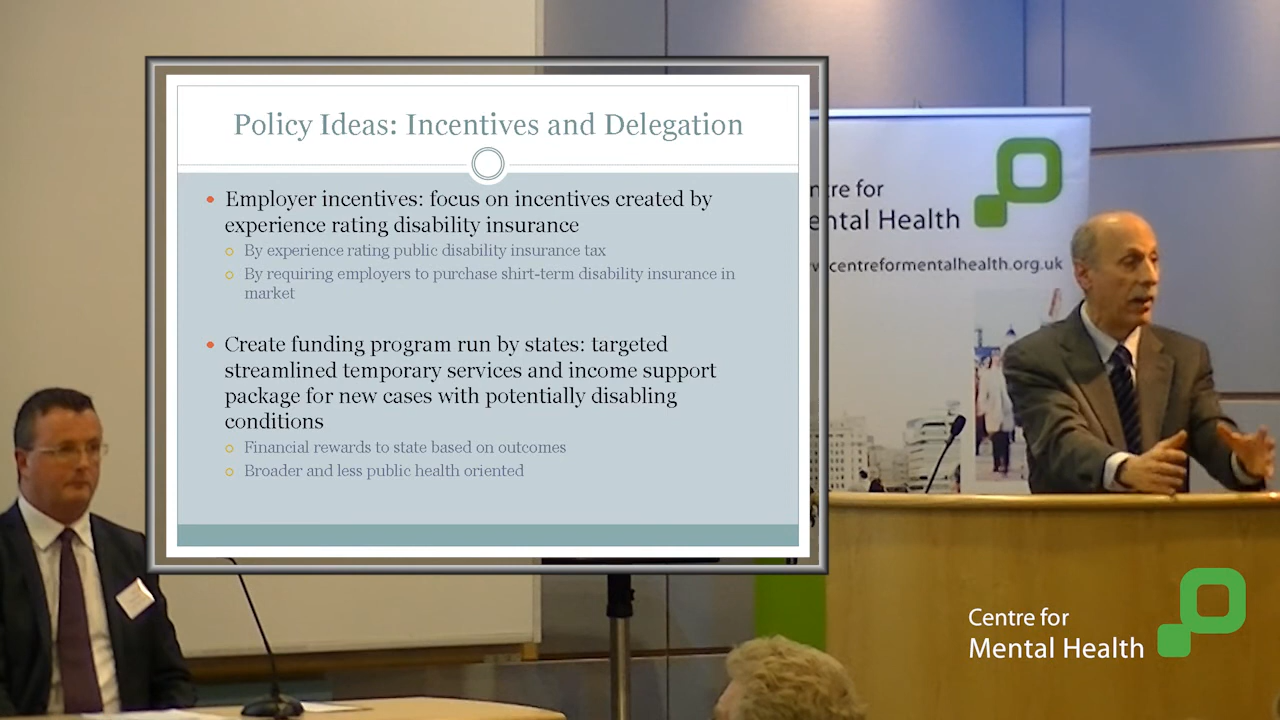 Policy Ideas: Incentives and Delegation
Employer incentives: focus on incentives created by
experience rating disability insurance
By experience rating public disability insurance tax
By requiring employers to purchase shirt-term disability insurance in
market
Create funding program run by states: targeted
streamlined temporary services and income support
package for new cases with potentially disabling
conditions
Financial rewards to state based on outcomes
Broader and less public health oriented
ntre for
ental Health
centreformentalhealth.org.uk
Centre for
Mental Health